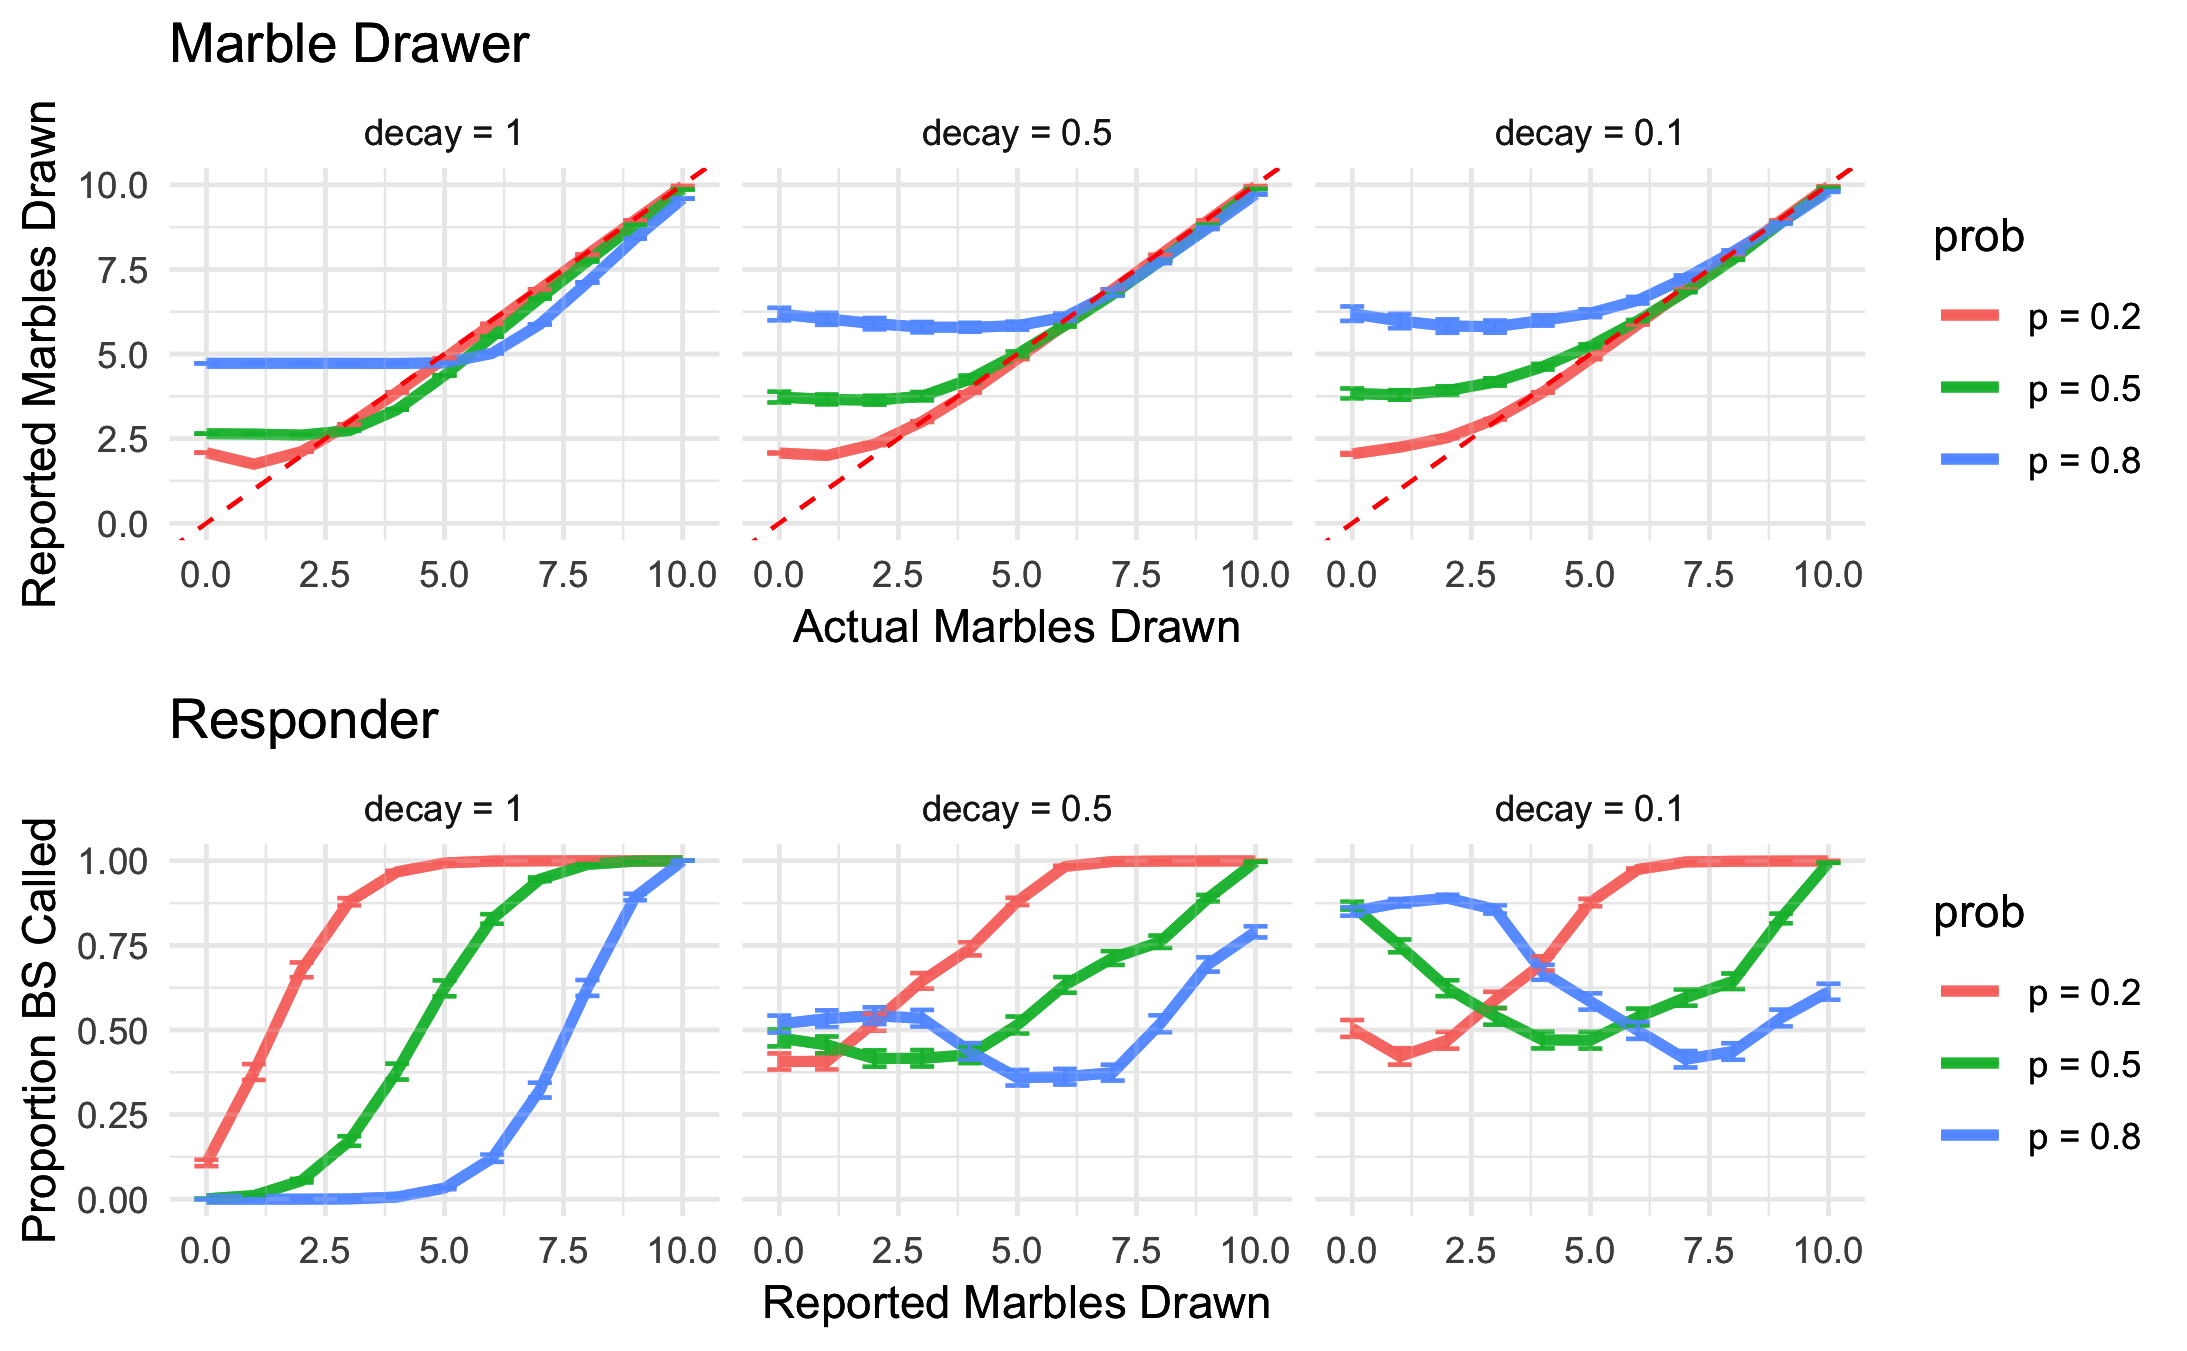 Marble Drawer
decay = 1
decay = 0.5
decay = 0.1
Reported Marbles Drawn
10.0
7.5
5.0
2.5
0.0
0.0 2.5 5.0 7.5 10.0
0.0 2.5 5.0 7.5 10.0
0.0 2.5 5.0 7.5 10.0
Actual Marbles Drawn
prob
p = 0.2
p = 0.5
p = 0.8
Responder
decay = 1
decay = 0.5
decay = 0.1
Proportion BS Called
1.00
0.75
0.50
0.25
0.00
0.0 2.5 5.0 7.5 10.0
0.0 2.5 5.0 7.5 10.0
0.0 2.5 5.0 7.5 10.0
Reported Marbles Drawn
prob
p = 0.2
p = 0.5
p = 0.8